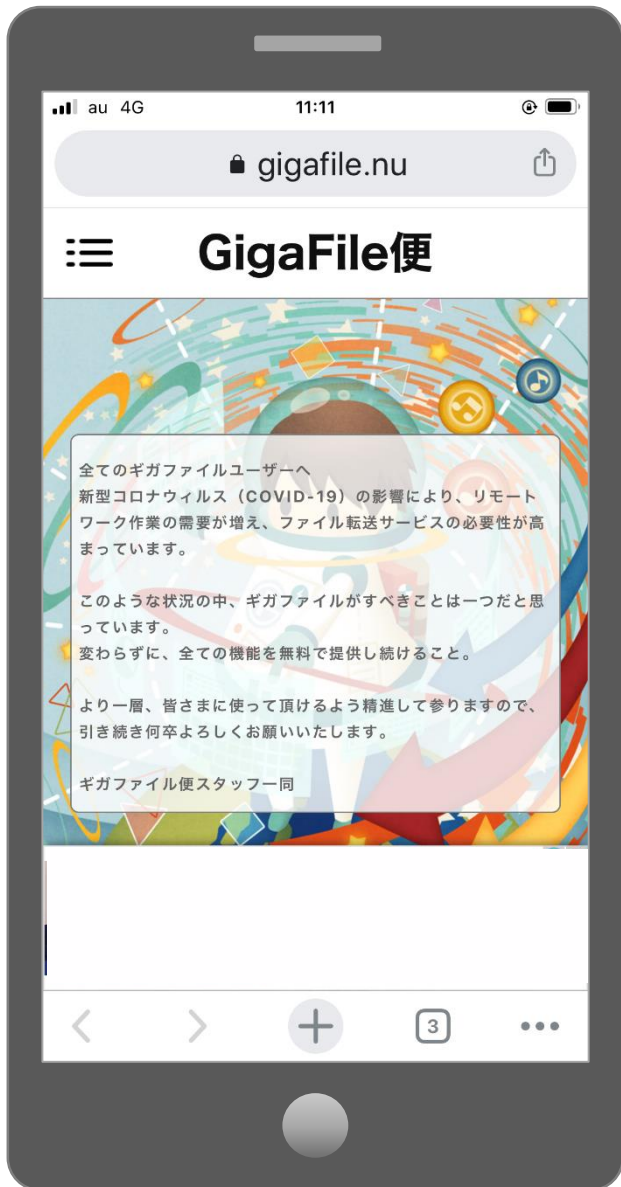 au 4G 11:11
gigafile.nu
GigaFile便
全てのギガファイルユーザーへ
新型コロナウィルス（COVID-19）の影響により、リモート
ワーク作業の需要が増え、ファイル転送サービスの必要性が高
まっています。
このような状況の中、ギガファイルがすべきことは一つだと思
っています。
変わらずに、全ての機能を無料で提供し続けること。
より一層、皆さまに使って頂けるよう精進して参りますので、
引き続き何卒よろしくお願いいたします。
ギガファイル便スタッフ一同
3